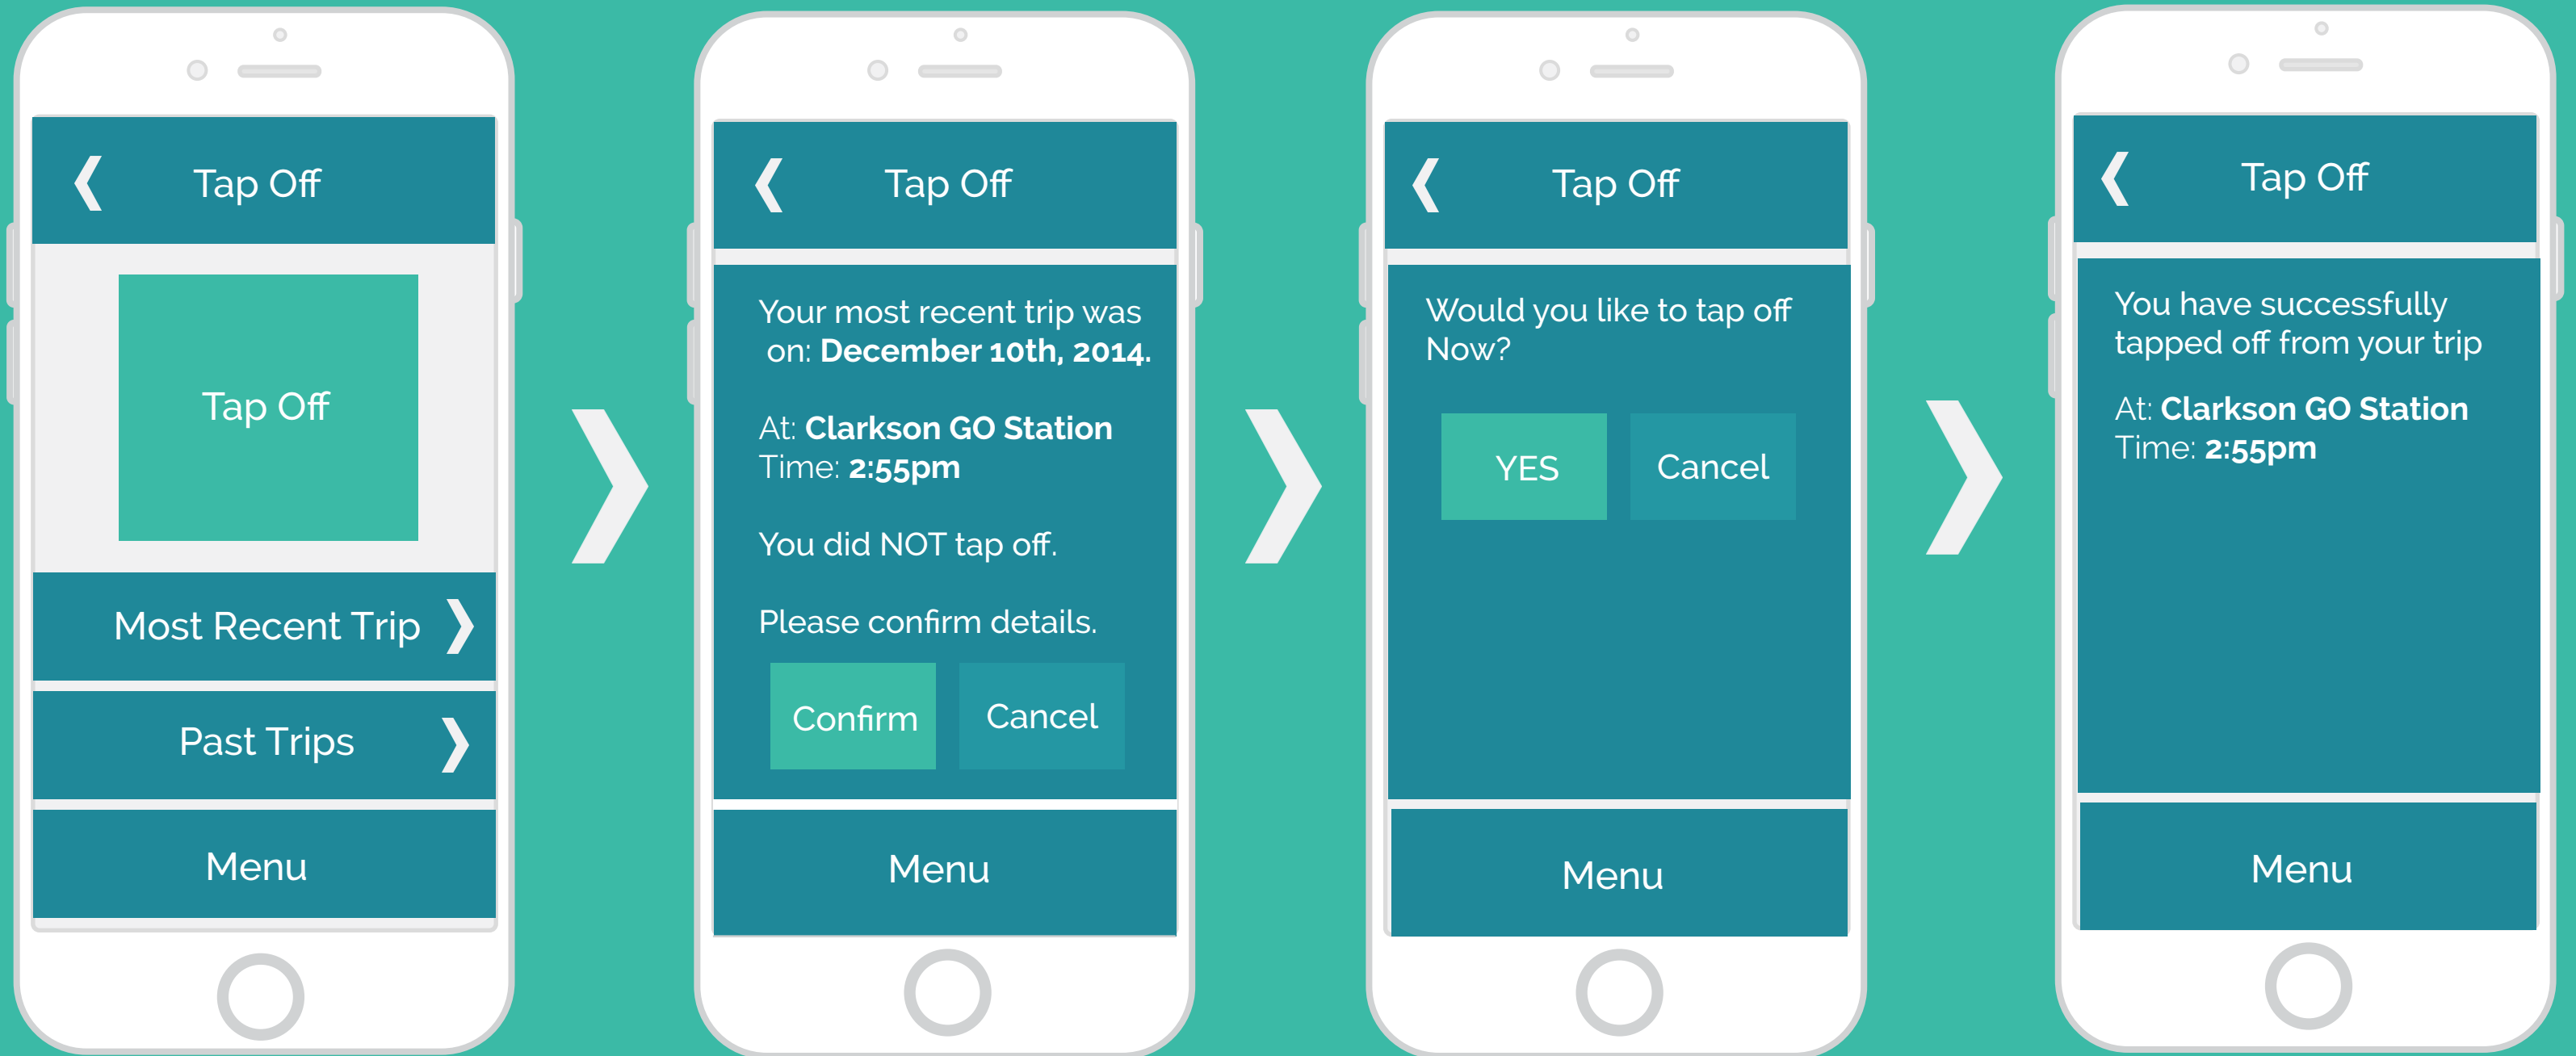 Tap Off
Tap Off
Most Recent Trip
Past Trips
Menu
Tap Off
Your most recent trip was
on: December 10th, 2014.
At: Clarkson GO Station
Time: 2:55pm
You did NOT tap off.
Please confirm details.
Confirm
Cancel
Menu
Tap Off
Would you like to tap off
Now?
YES
Cancel
Menu
Tap Off
You have successfully
tapped off from your trip
At: Clarkson GO Station
Time: 2:55pm
Menu